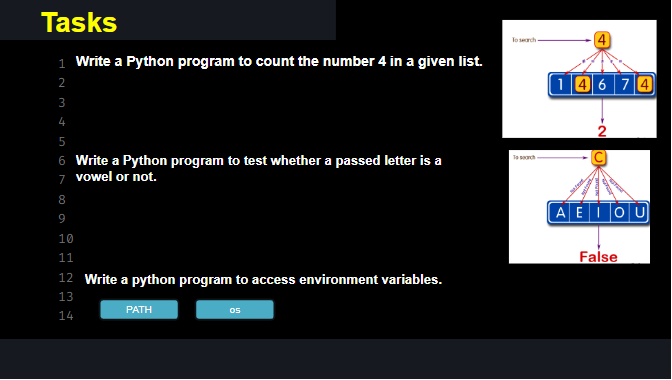 Tasks
1 Write a Python program to count the number 4 in a given list.
2
3
4
5
6 Write a Python program to test whether a passed letter is a
7 vowel or not.
8
9
10
11
12 Write a python program to access environment variables.
13
14 PATH os
To search 4
1 4 6 7 4
2
To search C
A E I O U
False